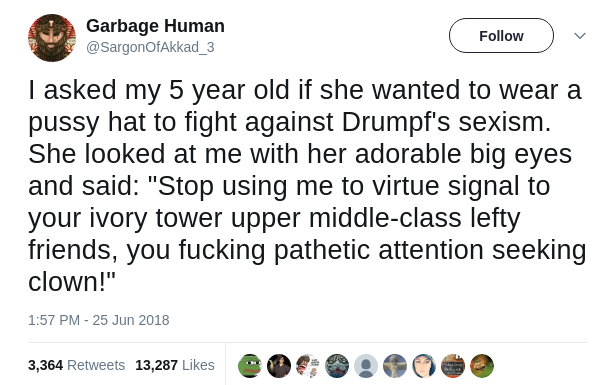 Garbage Human
@SargonOfAkkad_3
Follow
I asked my 5 year old if she wanted to wear a
pussy hat to fight against Drumpf's sexism.
She looked at me with her adorable big eyes
and said: "Stop using me to virtue signal to
your ivory tower upper middle-class lefty
friends, you fucking pathetic attention seeking
clown!"
1:57 PM - 25 Jun 2018
3,364 Retweets 13,287 Likes